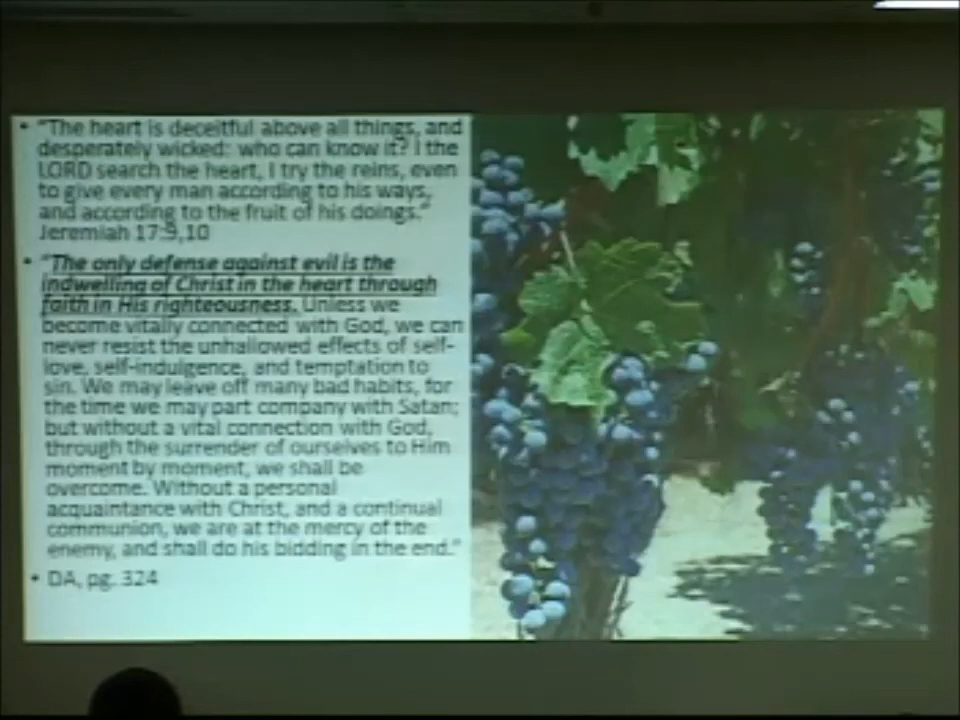 • "The heart is deceitful above all things, and
desperately wicked: who can know it? I the
LORD search the heart, I try the reins, even
to give every man according to his ways,
and according to the fruit of his doings."
Jeremiah 17:9,10
• "The only defense against evil is the
indwelling of Christ in the heart through
faith in His righteousness. Unless we
become vitally connected with God, we can
never resist the unhallowed effects of self-
love, self-indulgence, and temptation to
sin. We may leave off many bad habits, for
the time we may part company with Satan;
but without a vital connection with God,
through the surrender of ourselves to Him
moment by moment, we shall be
overcome. Without a personal
acquaintance with Christ, and a continual
communion, we are at the mercy of the
enemy, and shall do his bidding in the end."
• DA, pg. 324